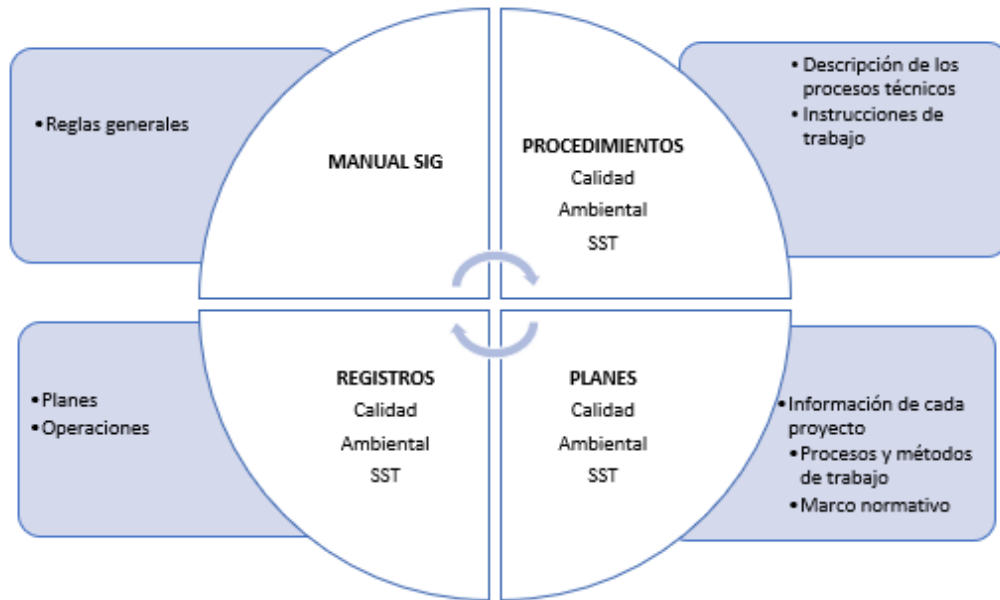 •Reglas generales
MANUAL SIG
PROCEDIMIENTOS
Calidad
Ambiental
SST
•Descripción de los
procesos técnicos
•Instrucciones de
trabajo
•Planes
•Operaciones
REGISTROS
Calidad
Ambiental
SST
PLANES
Calidad
Ambiental
SST
•Información de cada
proyecto
•Procesos y métodos
de trabajo
•Marco normativo